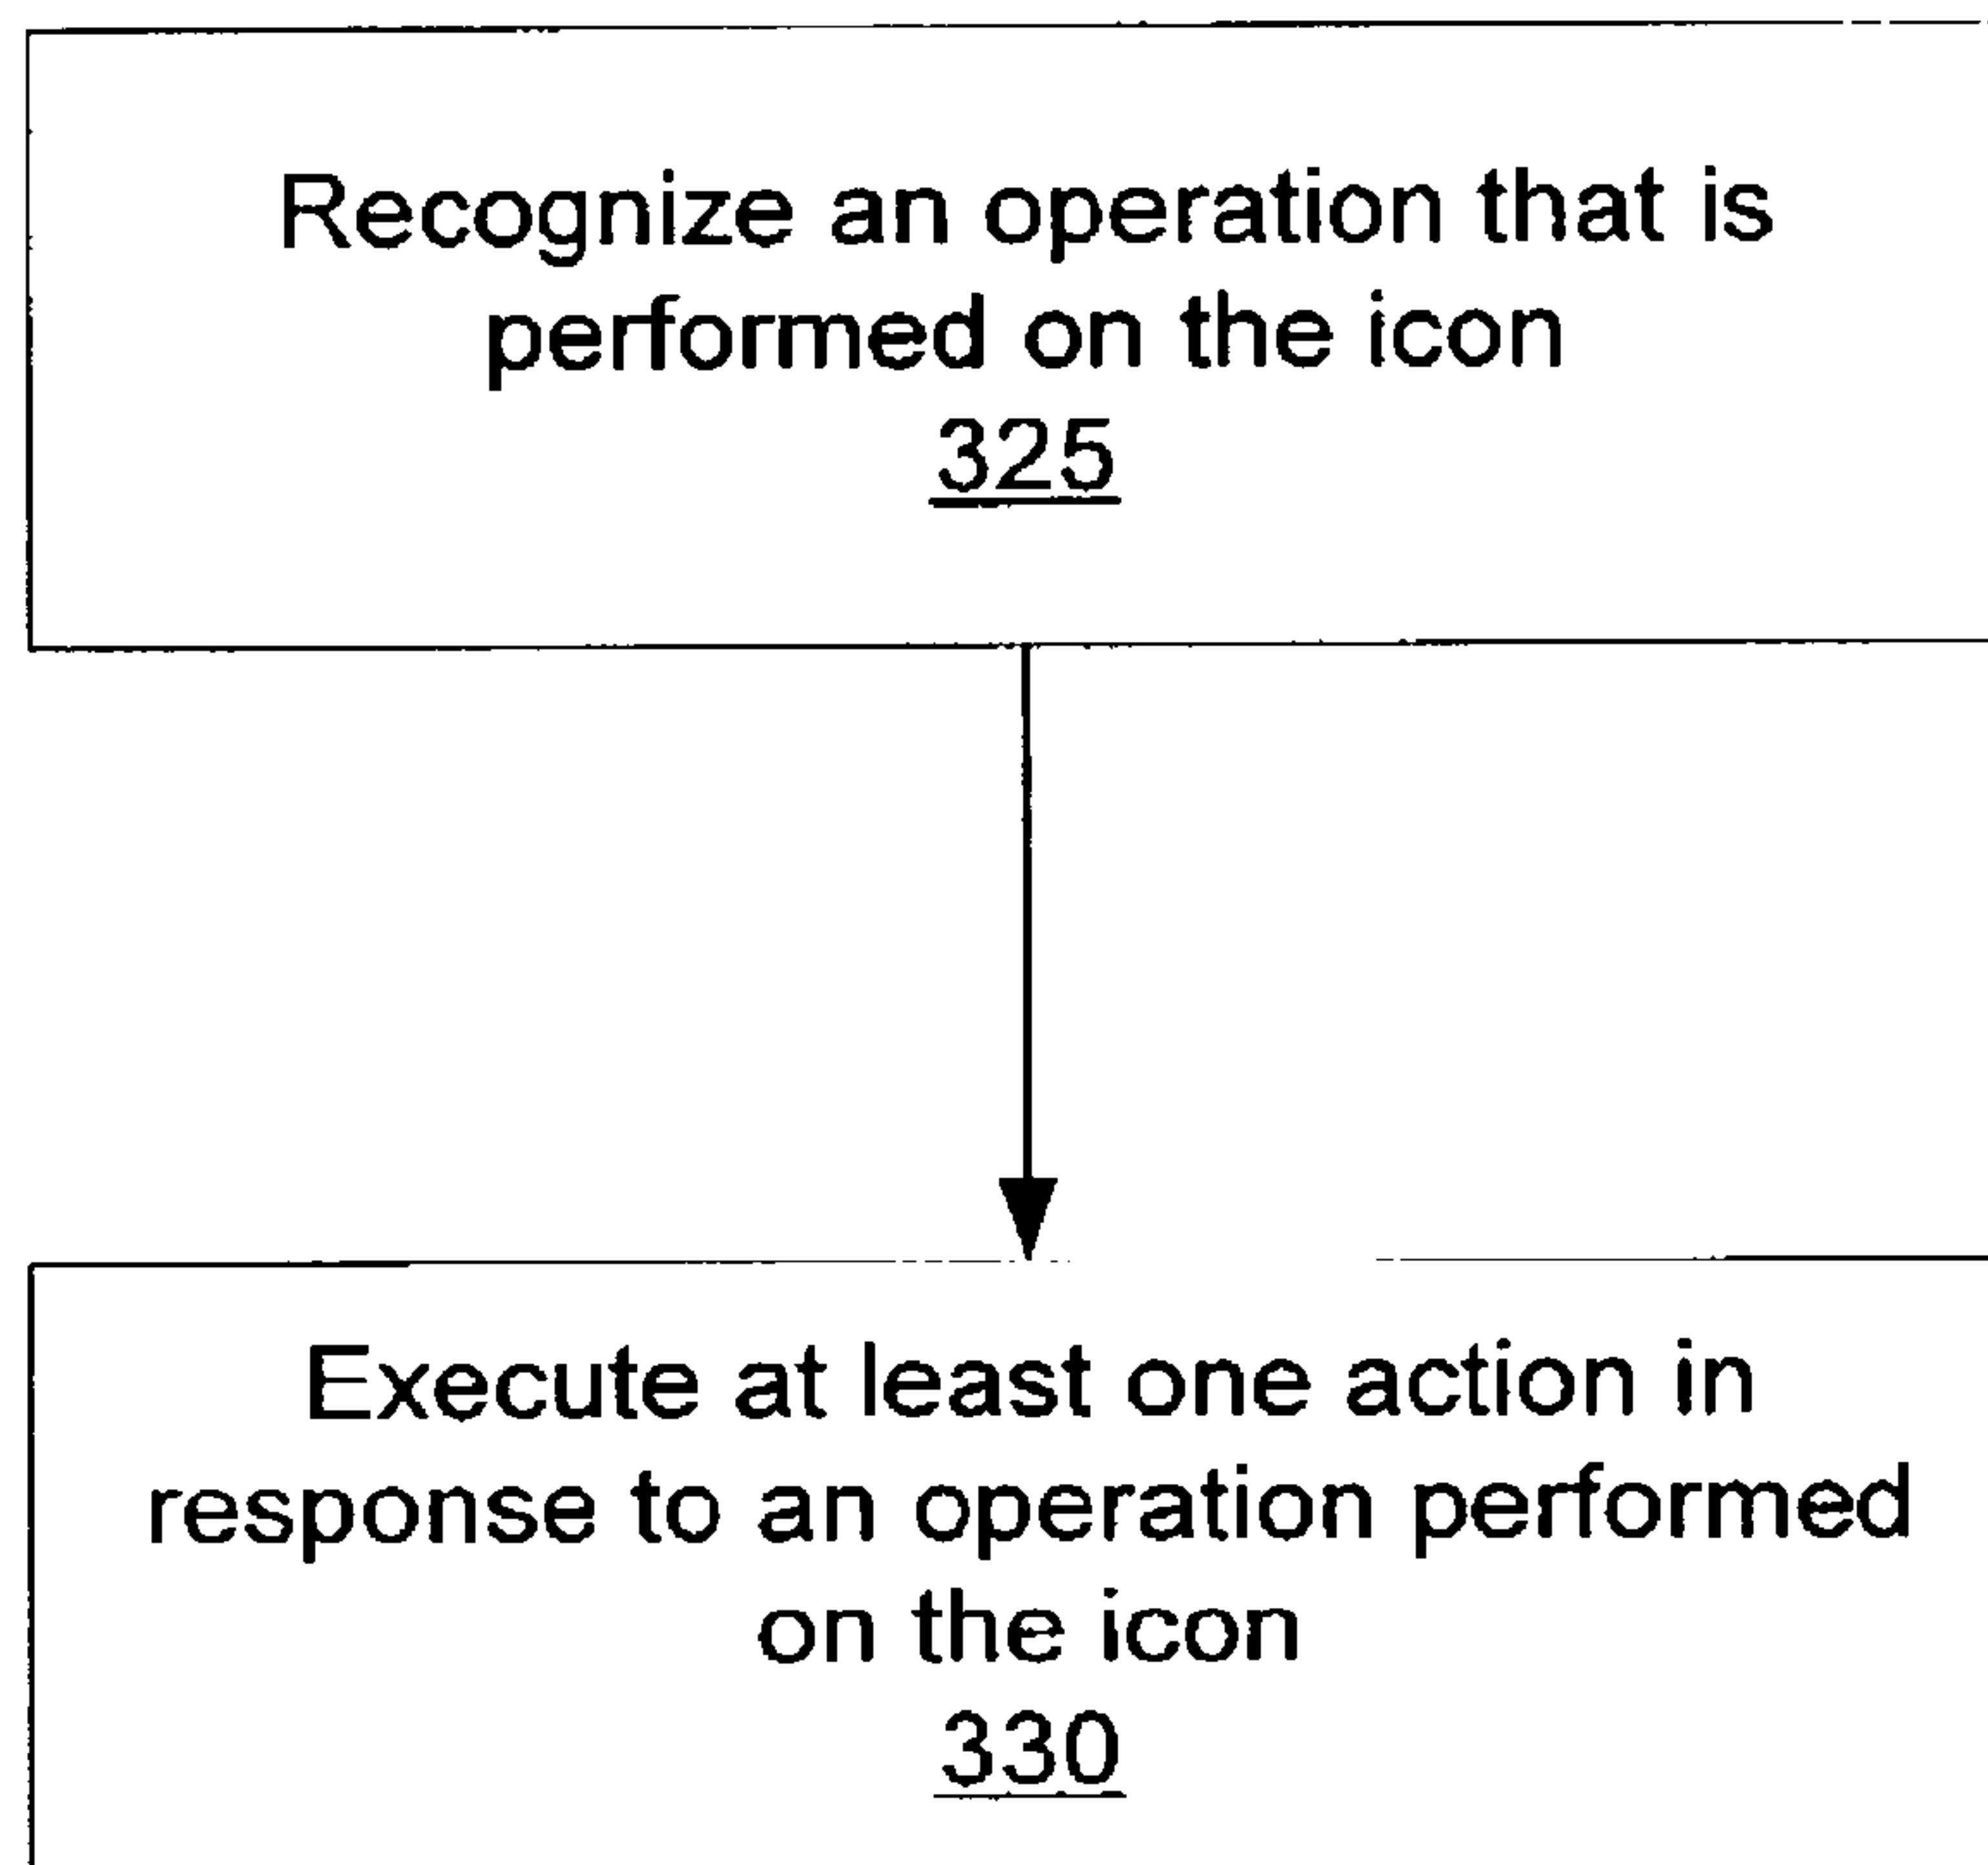 Recognize an operation that is
performed on the icon
325
Execute at least one action in
response to an operation performed
on the icon
330